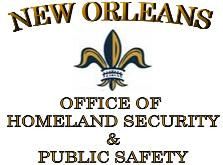 NEW ORLEANS
OFFICE OF
HOMELAND SECURITY
&
PUBLIC SAFETY